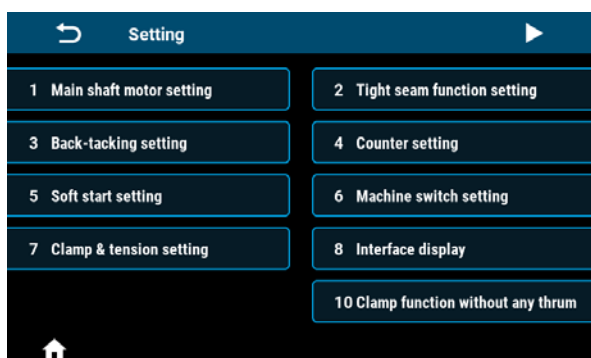 Setting
1 Main shaft motor setting
2 Tight seam function setting
3 Back-tacking setting
4 Counter setting
5 Soft start setting
6 Machine switch setting
7 Clamp & tension setting
8 Interface display
10 Clamp function without any thrum